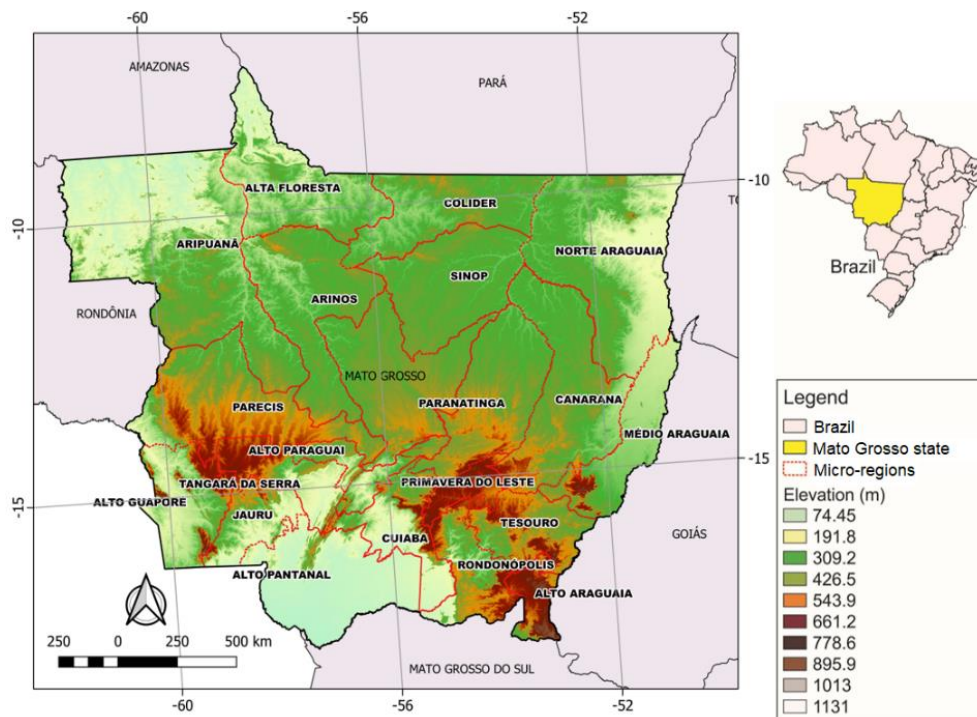 -60
-56
-52
AMAZONAS
PARÁ
ALTA FLORESTA
COLIDER
-10
TO
-10
ARIPUANÃ
NORTE ARAGUAIA
SINOP
ARINOS
RONDÔNIA
Brazil
MATO GROSSO
PARECIS
PARANATINGA
CANARANA
MÉDIO ARAGUAIA
ALTO PARAGUAI
-15
TANGARÁ DA SERRA
PRIMAVERA DO LESTE
ALTO GUAPORÉ
-15
JAURU
TESOURO
GOIÁS
CUIABÁ
ALTO PANTANAL
RONDONÓPOLIS
ALTO ARAGUAIA
250 0 250 500 km
MATO GROSSO DO SUL
-60
-56
-52
Legend
Brazil
Mato Grosso state
Micro-regions
Elevation (m)
74.45
191.8
309.2
426.5
543.9
661.2
778.6
895.9
1013
1131